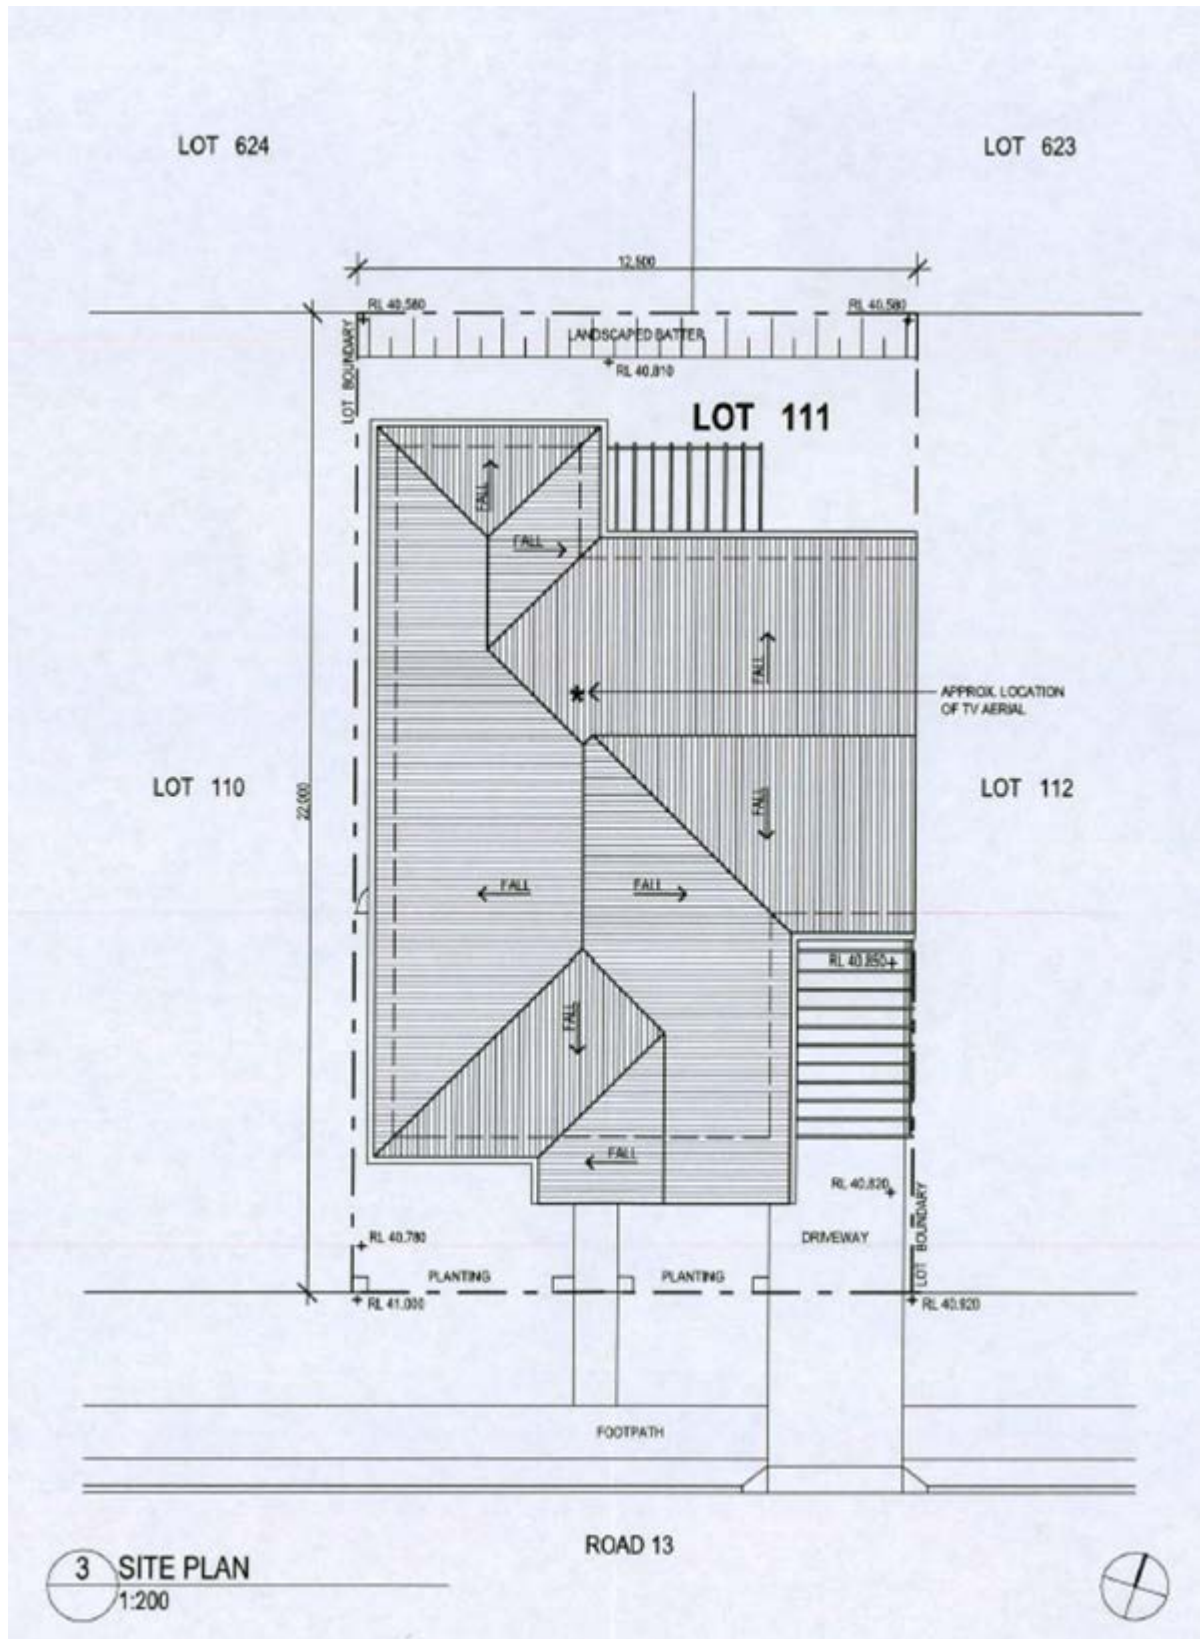 LOT 624
LOT 623
12,500
RL 40.580
RL 40.580
LANDSCAPED BATTER
LOT BOUNDARY
RL 40.810
LOT 111
FALL
FALL
FALL
APPROX. LOCATION
OF TV AERIAL
LOT 110
22,000
LOT 112
FALL
FALL
FALL
RL 40.850
FALL
FALL
RL 40.820
LOT BOUNDARY
RL 40.780
DRIVEWAY
PLANTING
PLANTING
RL 41.000
RL 40.920
FOOTPATH
ROAD 13
3 SITE PLAN
1:200